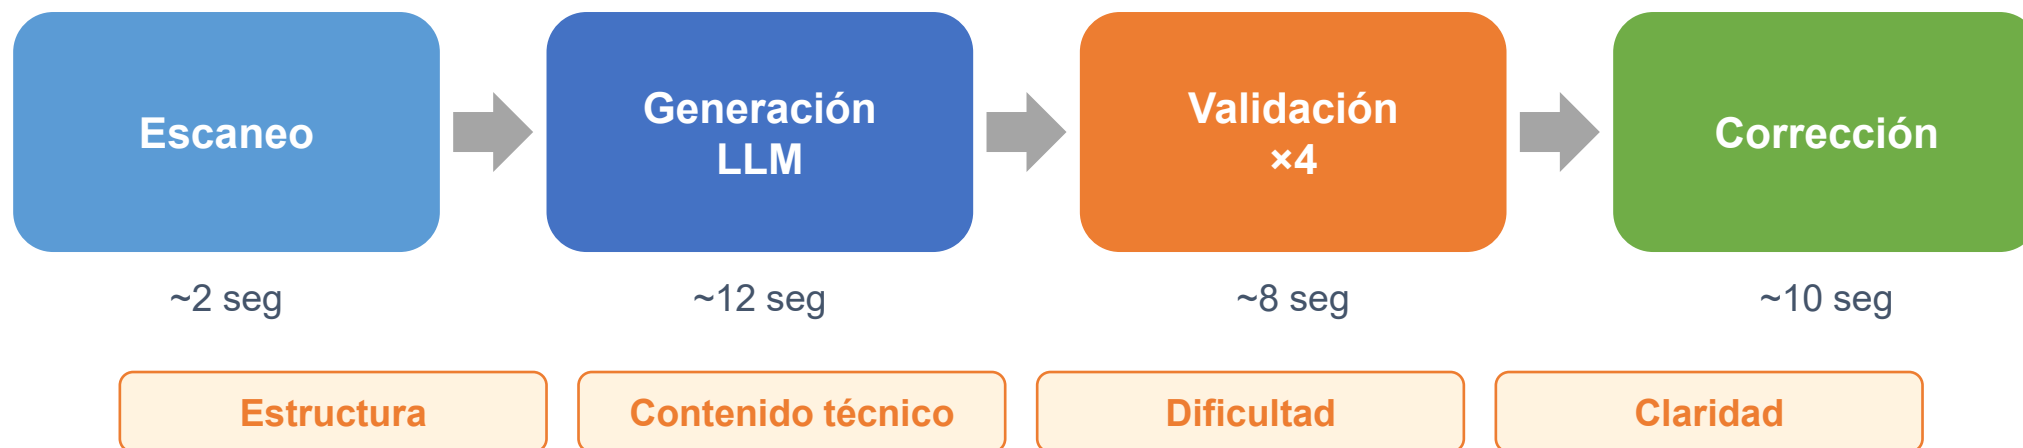 Escaneo
Generación
LLM
Validación
×4
Corrección
~2 seg
~12 seg
~8 seg
~10 seg
Estructura
Contenido técnico
Dificultad
Claridad